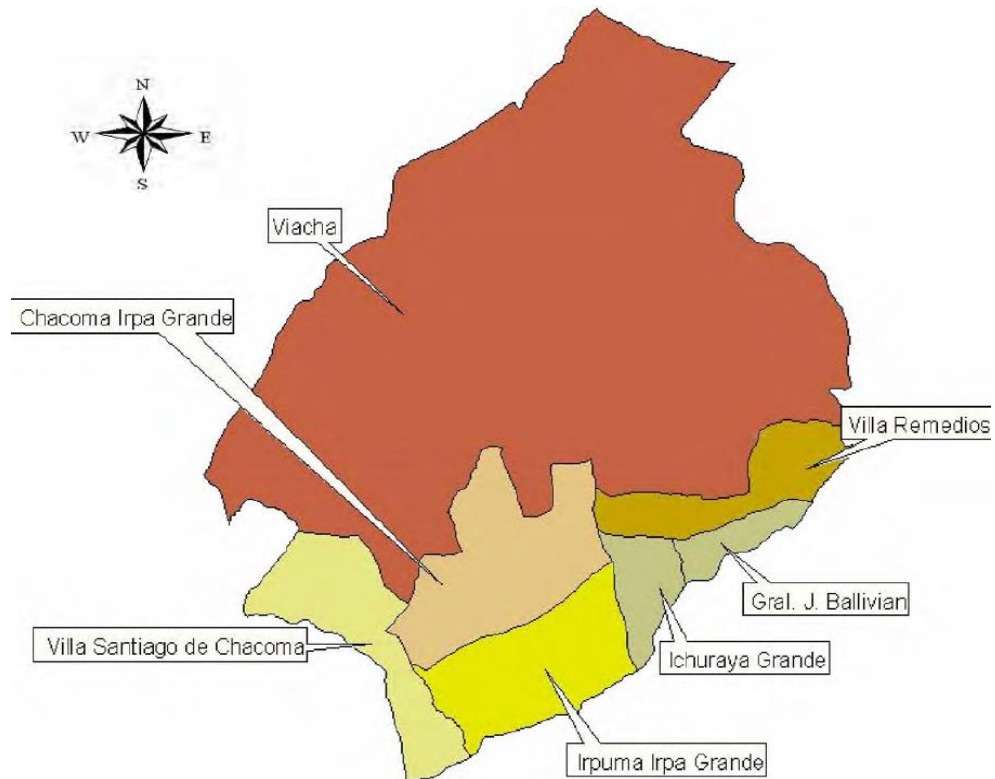 N
W
E
S
Viacha
Chacoma Irpa Grande
Villa Remedios
Gral. J. Ballivian
Villa Santiago de Chacoma
Ichuraya Grande
Irpuma Irpa Grande